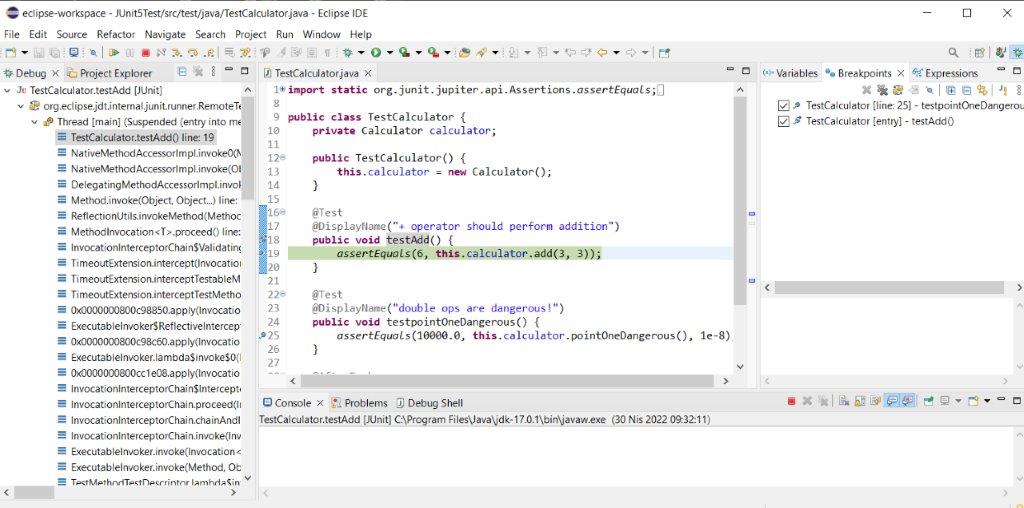 eclipse-workspace - JUnit5Test/src/test/java/TestCalculator.java - Eclipse IDE
File Edit Source Refactor Navigate Search Project Run Window Help
Debug Project Explorer
TestCalculator.testAdd [JUnit]
org.eclipse.jdt.internal.junit.runner.RemoteTe
Thread [main] (Suspended (entry into me
TestCalculator.testAdd() line: 19
NativeMethodAccessorImpl.invoke0(M
NativeMethodAccessorImpl.invoke(Ol
DelegatingMethodAccessorImpl.invol
Method.invoke(Object, Object...) line:
ReflectionUtils.invokeMethod(Method
MethodInvocation<T>.proceed() line:
InvocationInterceptorChain$Validating
TimeoutExtension.intercept(Invocatio
TimeoutExtension.interceptTestableM
TimeoutExtension.interceptTestMetho
0x0000000800c98850.apply(Invocatio
ExecutableInvoker$ReflectiveIntercep
0x0000000800c98c60.apply(Invocatio
ExecutableInvoker.lambda$invoke$0(I
0x0000000800cc1e08.apply(Invocatio
InvocationInterceptorChain$Intercept
InvocationInterceptorChain.proceed(I
InvocationInterceptorChain.chainAndI
InvocationInterceptorChain.invoke(Inv
ExecutableInvoker.invoke(Invocation<
ExecutableInvoker.invoke(Method, Ob
TestMethodTestDescriptor.lambda$in
TestCalculator.java
1 import static org.junit.jupiter.api.Assertions.assertEquals;
8
9 public class TestCalculator {
10 private Calculator calculator;
11
12 public TestCalculator() {
13 this.calculator = new Calculator();
14 }
15
16 @Test
17 @DisplayName("+ operator should perform addition")
18 public void testAdd() {
19 assertEquals(6, this.calculator.add(3, 3));
20 }
21
22 @Test
23 @DisplayName("double ops are dangerous!")
24 public void testpointOneDangerous() {
25 assertEquals(10000.0, this.calculator.pointOneDangerous(), 1e-8)
26 }
27
Variables Breakpoints Expressions
TestCalculator [line: 25] - testpointOneDangerou
TestCalculator [entry] - testAdd()
Console Problems Debug Shell
TestCalculator.testAdd [JUnit] C:\Program Files\Java\jdk-17.0.1\bin\javaw.exe (30 Nis 2022 09:32:11)